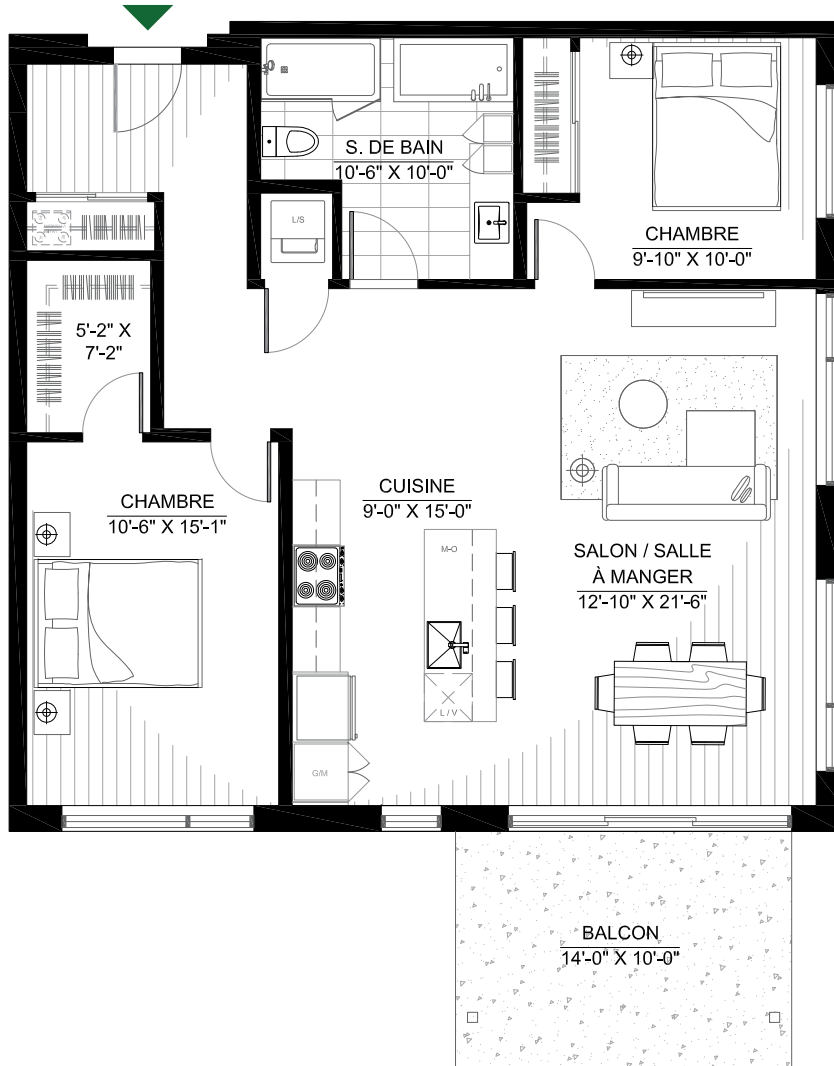 S. DE BAIN
10'-6" X 10'-0"
L/S
CHAMBRE
9'-10" X 10'-0"
5'-2" X
7'-2"
CHAMBRE
10'-6" X 15'-1"
CUISINE
9'-0" X 15'-0"
M-O
SALON / SALLE
À MANGER
12'-10" X 21'-6"
L / V
G/M
BALCON
14'-0" X 10'-0"